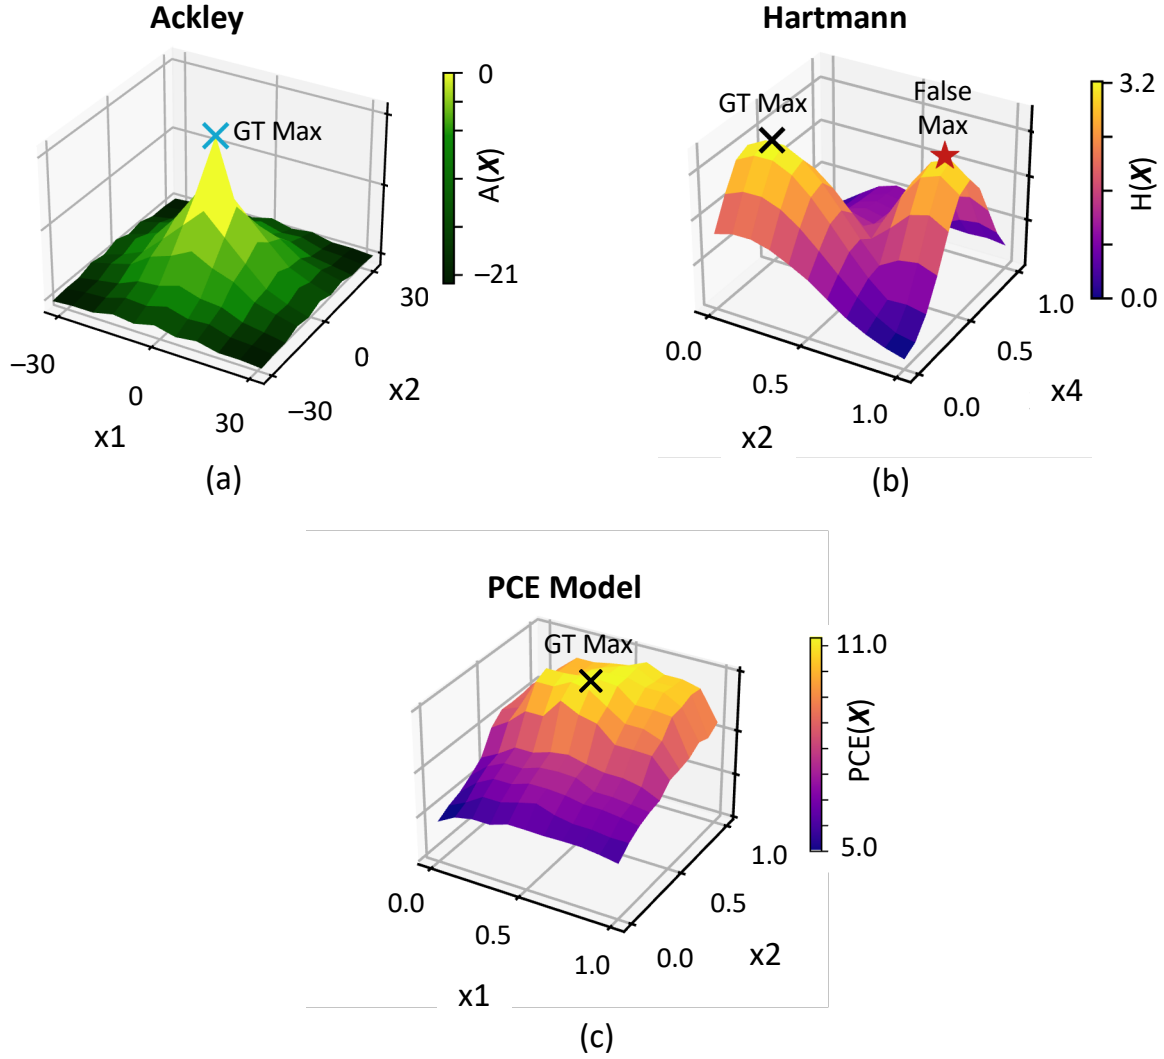 Ackley
GT Max
0
A(X)
–21
–30
0
30
x1
–30
0
30
x2
(a)
Hartmann
GT Max
False
Max
3.2
H(X)
0.0
0.0
0.5
1.0
x2
0.0
0.5
1.0
x4
(b)
PCE Model
GT Max
11.0
PCE(X)
5.0
0.0
0.5
1.0
x1
0.0
0.5
1.0
x2
(c)